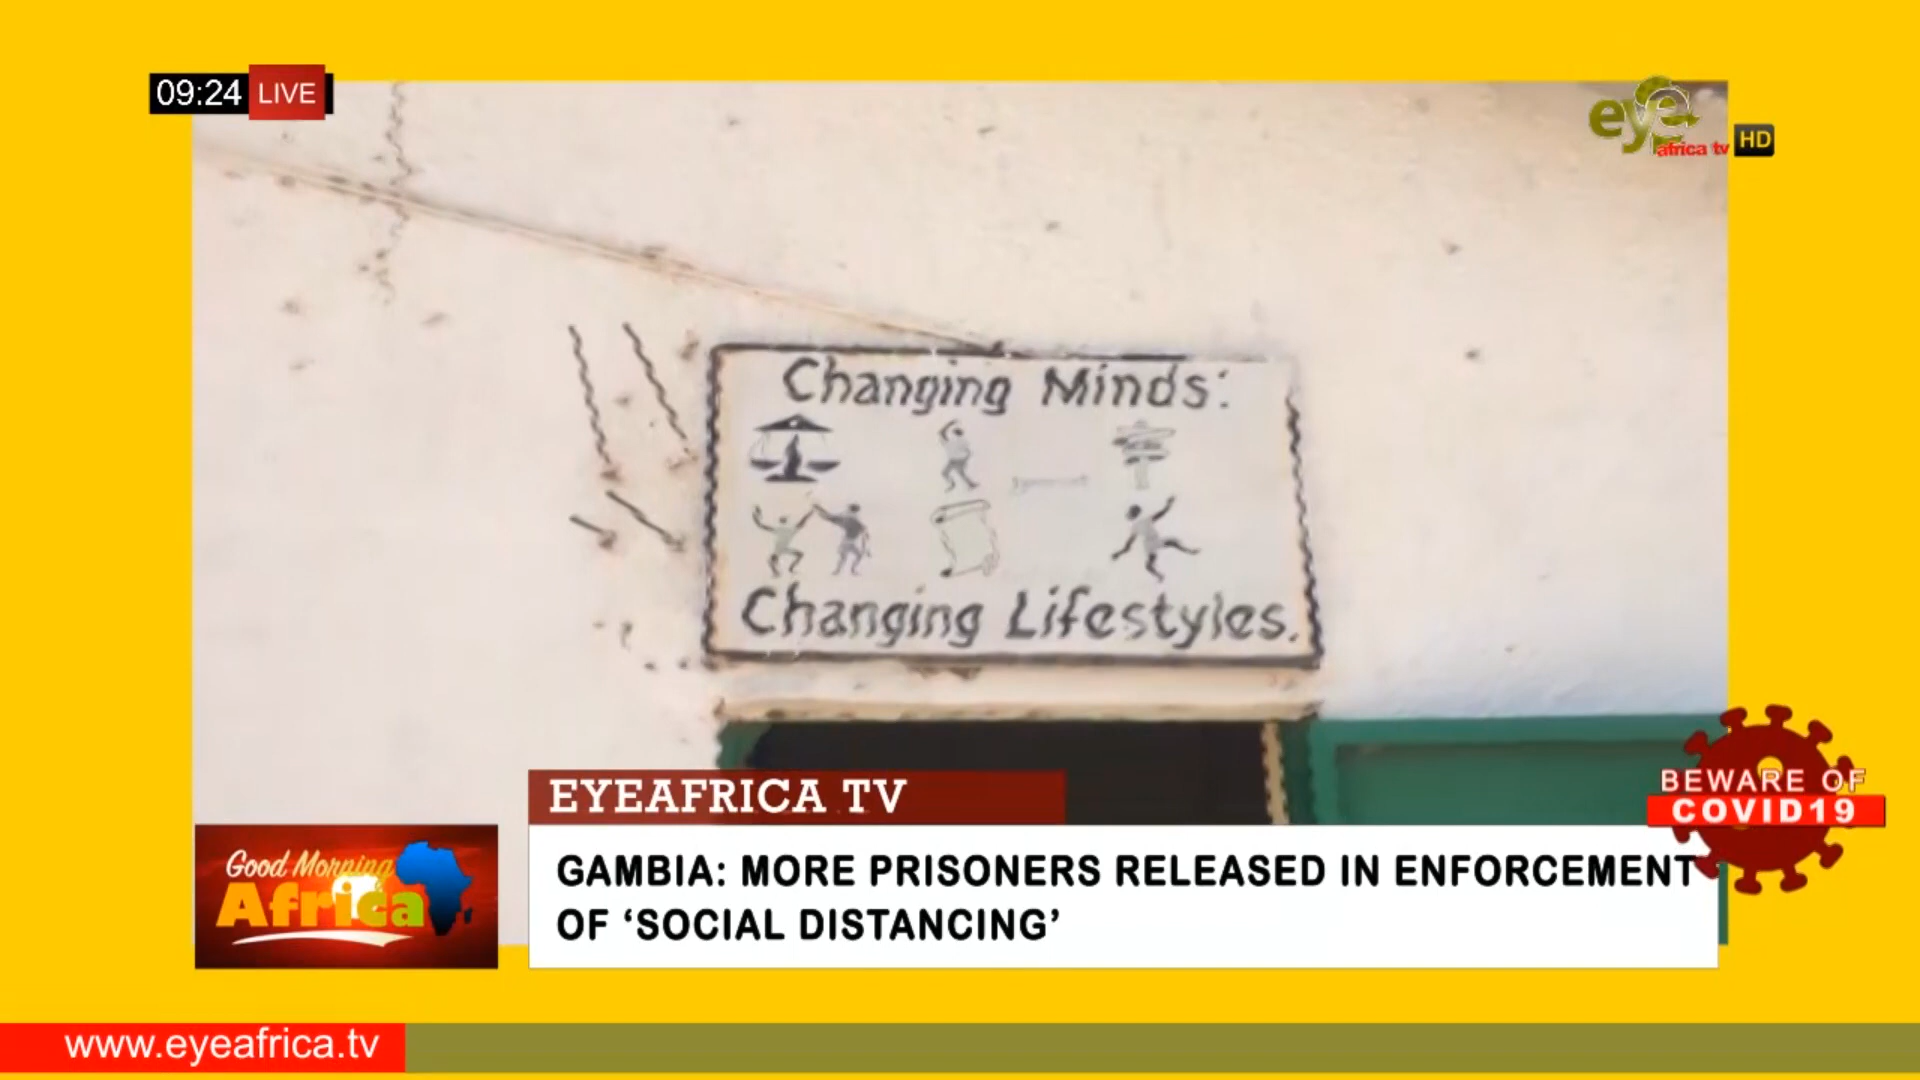 09:24 LIVE
eye
africa tv HD
Changing Minds:
Changing Lifestyles.
EYEAFRICA TV
BEWARE OF
COVID19
Good Morning
Africa
GAMBIA: MORE PRISONERS RELEASED IN ENFORCEMENT
OF ‘SOCIAL DISTANCING’
www.eyeafrica.tv